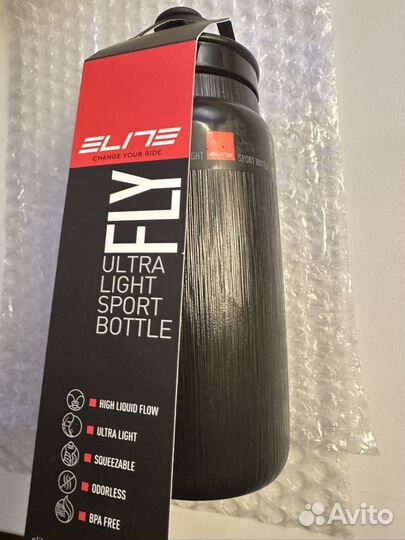 ELITE
CHANGE YOUR RIDE
FLY
ULTRA
LIGHT
SPORT
BOTTLE
HIGH LIQUID FLOW
ULTRA LIGHT
SQUEEZABLE
ODORLESS
BPA FREE
GHT ELITE SPORT BOTTLE
Avito